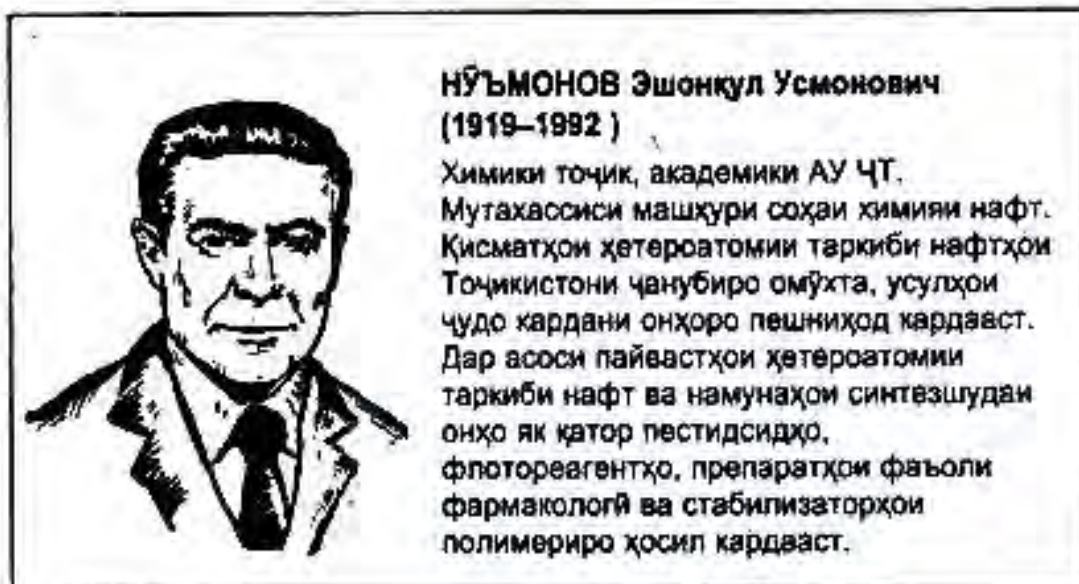 НӮЪМОНОВ Эшонқул Усмонович
(1919–1992 )
Химики тоҷик, академики АУ ҶТ.
Мутахассиси машҳури соҳаи химияи нафт.
Қисматҳои ҳетероатомии таркиби нафтҳои
Тоҷикистони ҷанубиро омӯхта, усулҳои
ҷудо кардани онҳоро пешниҳод кардааст.
Дар асоси пайвастҳои ҳетероатомии
таркиби нафт ва намунаҳои синтезшудаи
онҳо як қатор пестидсидҳо,
флотореагентҳо, препаратҳои фаъоли
фармакологӣ ва стабилизаторҳои
полимериро ҳосил кардааст.